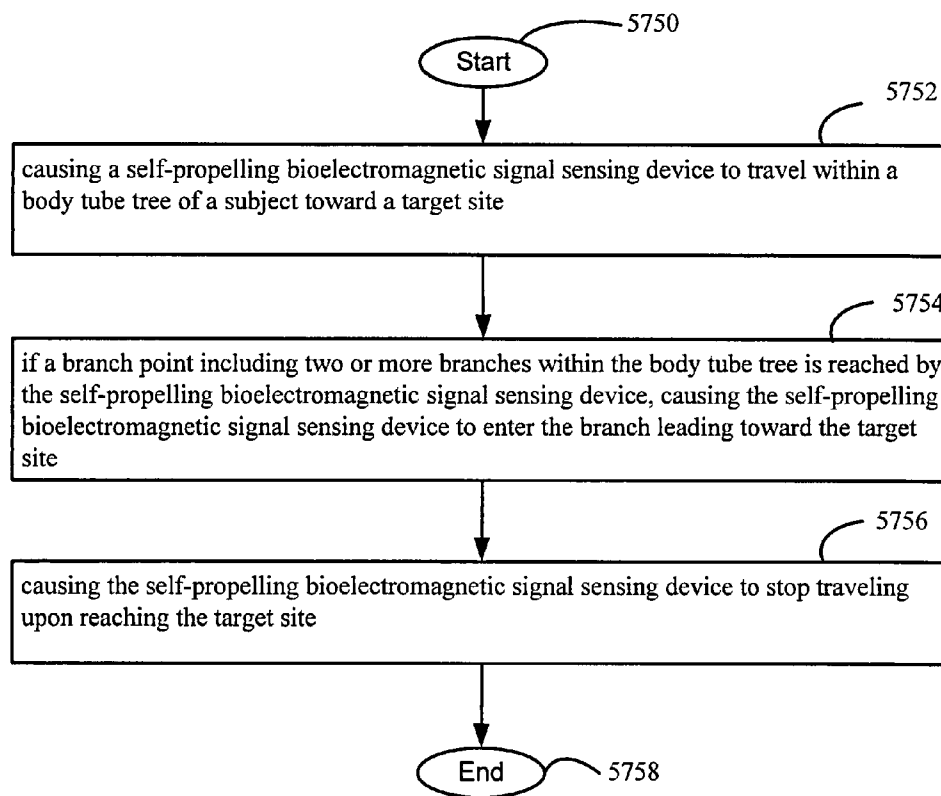 5750
Start
5752
causing a self-propelling bioelectromagnetic signal sensing device to travel within a
body tube tree of a subject toward a target site
5754
if a branch point including two or more branches within the body tube tree is reached by
the self-propelling bioelectromagnetic signal sensing device, causing the self-propelling
bioelectromagnetic signal sensing device to enter the branch leading toward the target
site
5756
causing the self-propelling bioelectromagnetic signal sensing device to stop traveling
upon reaching the target site
End
5758